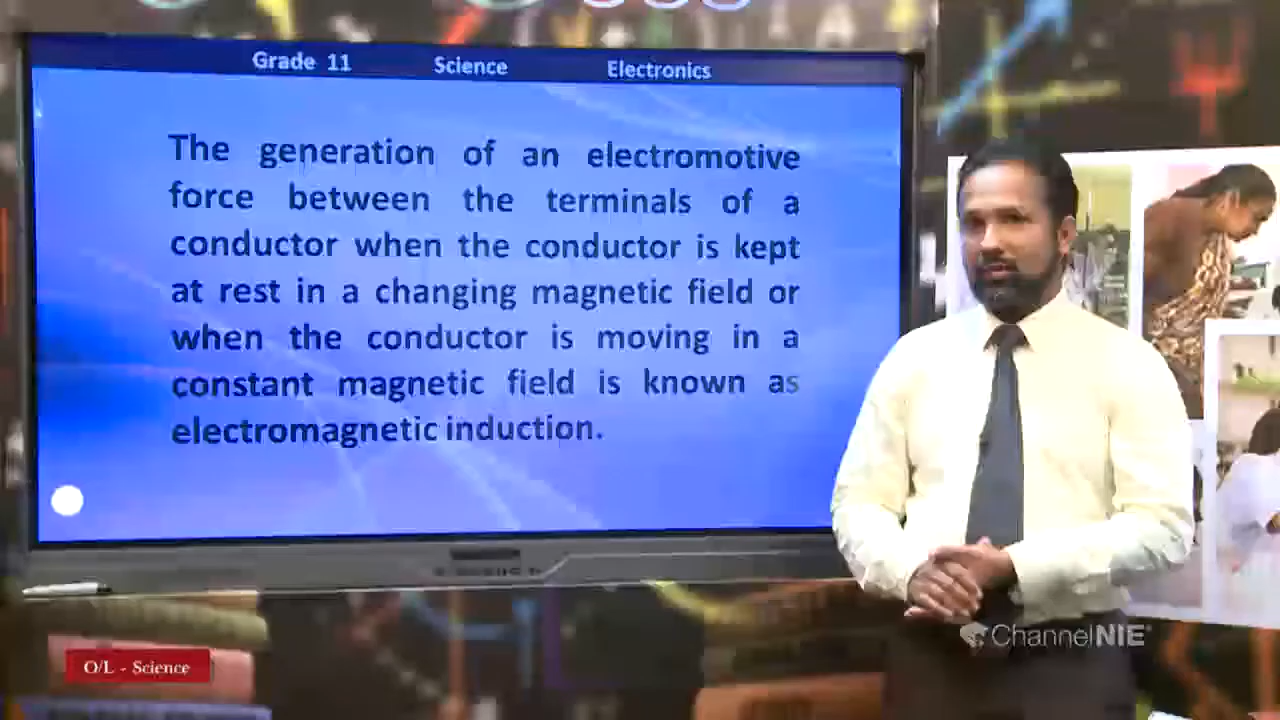 Grade 11 Science Electronics
The generation of an electromotive
force between the terminals of a
conductor when the conductor is kept
at rest in a changing magnetic field or
when the conductor is moving in a
constant magnetic field is known as
electromagnetic induction.
O/L - Science
ChannelNIE